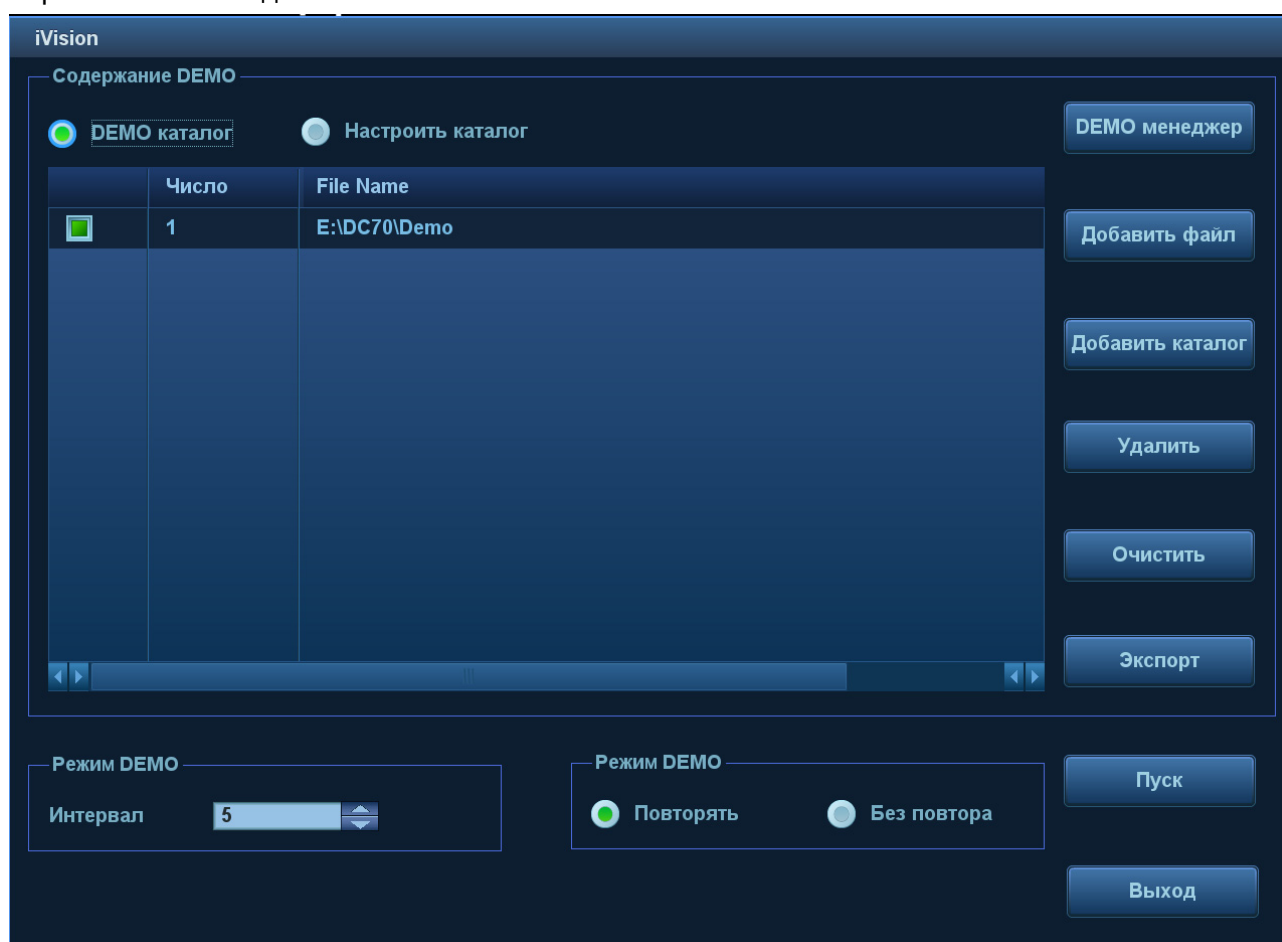 iVision
Содержание DEMO
DEMO каталог Настроить каталог
DEMO менеджер
Число File Name
1 E:\DC70\Demo
Добавить файл
Добавить каталог
Удалить
Очистить
Экспорт
Режим DEMO
Интервал 5
Режим DEMO
Повторять Без повтора
Пуск
Выход